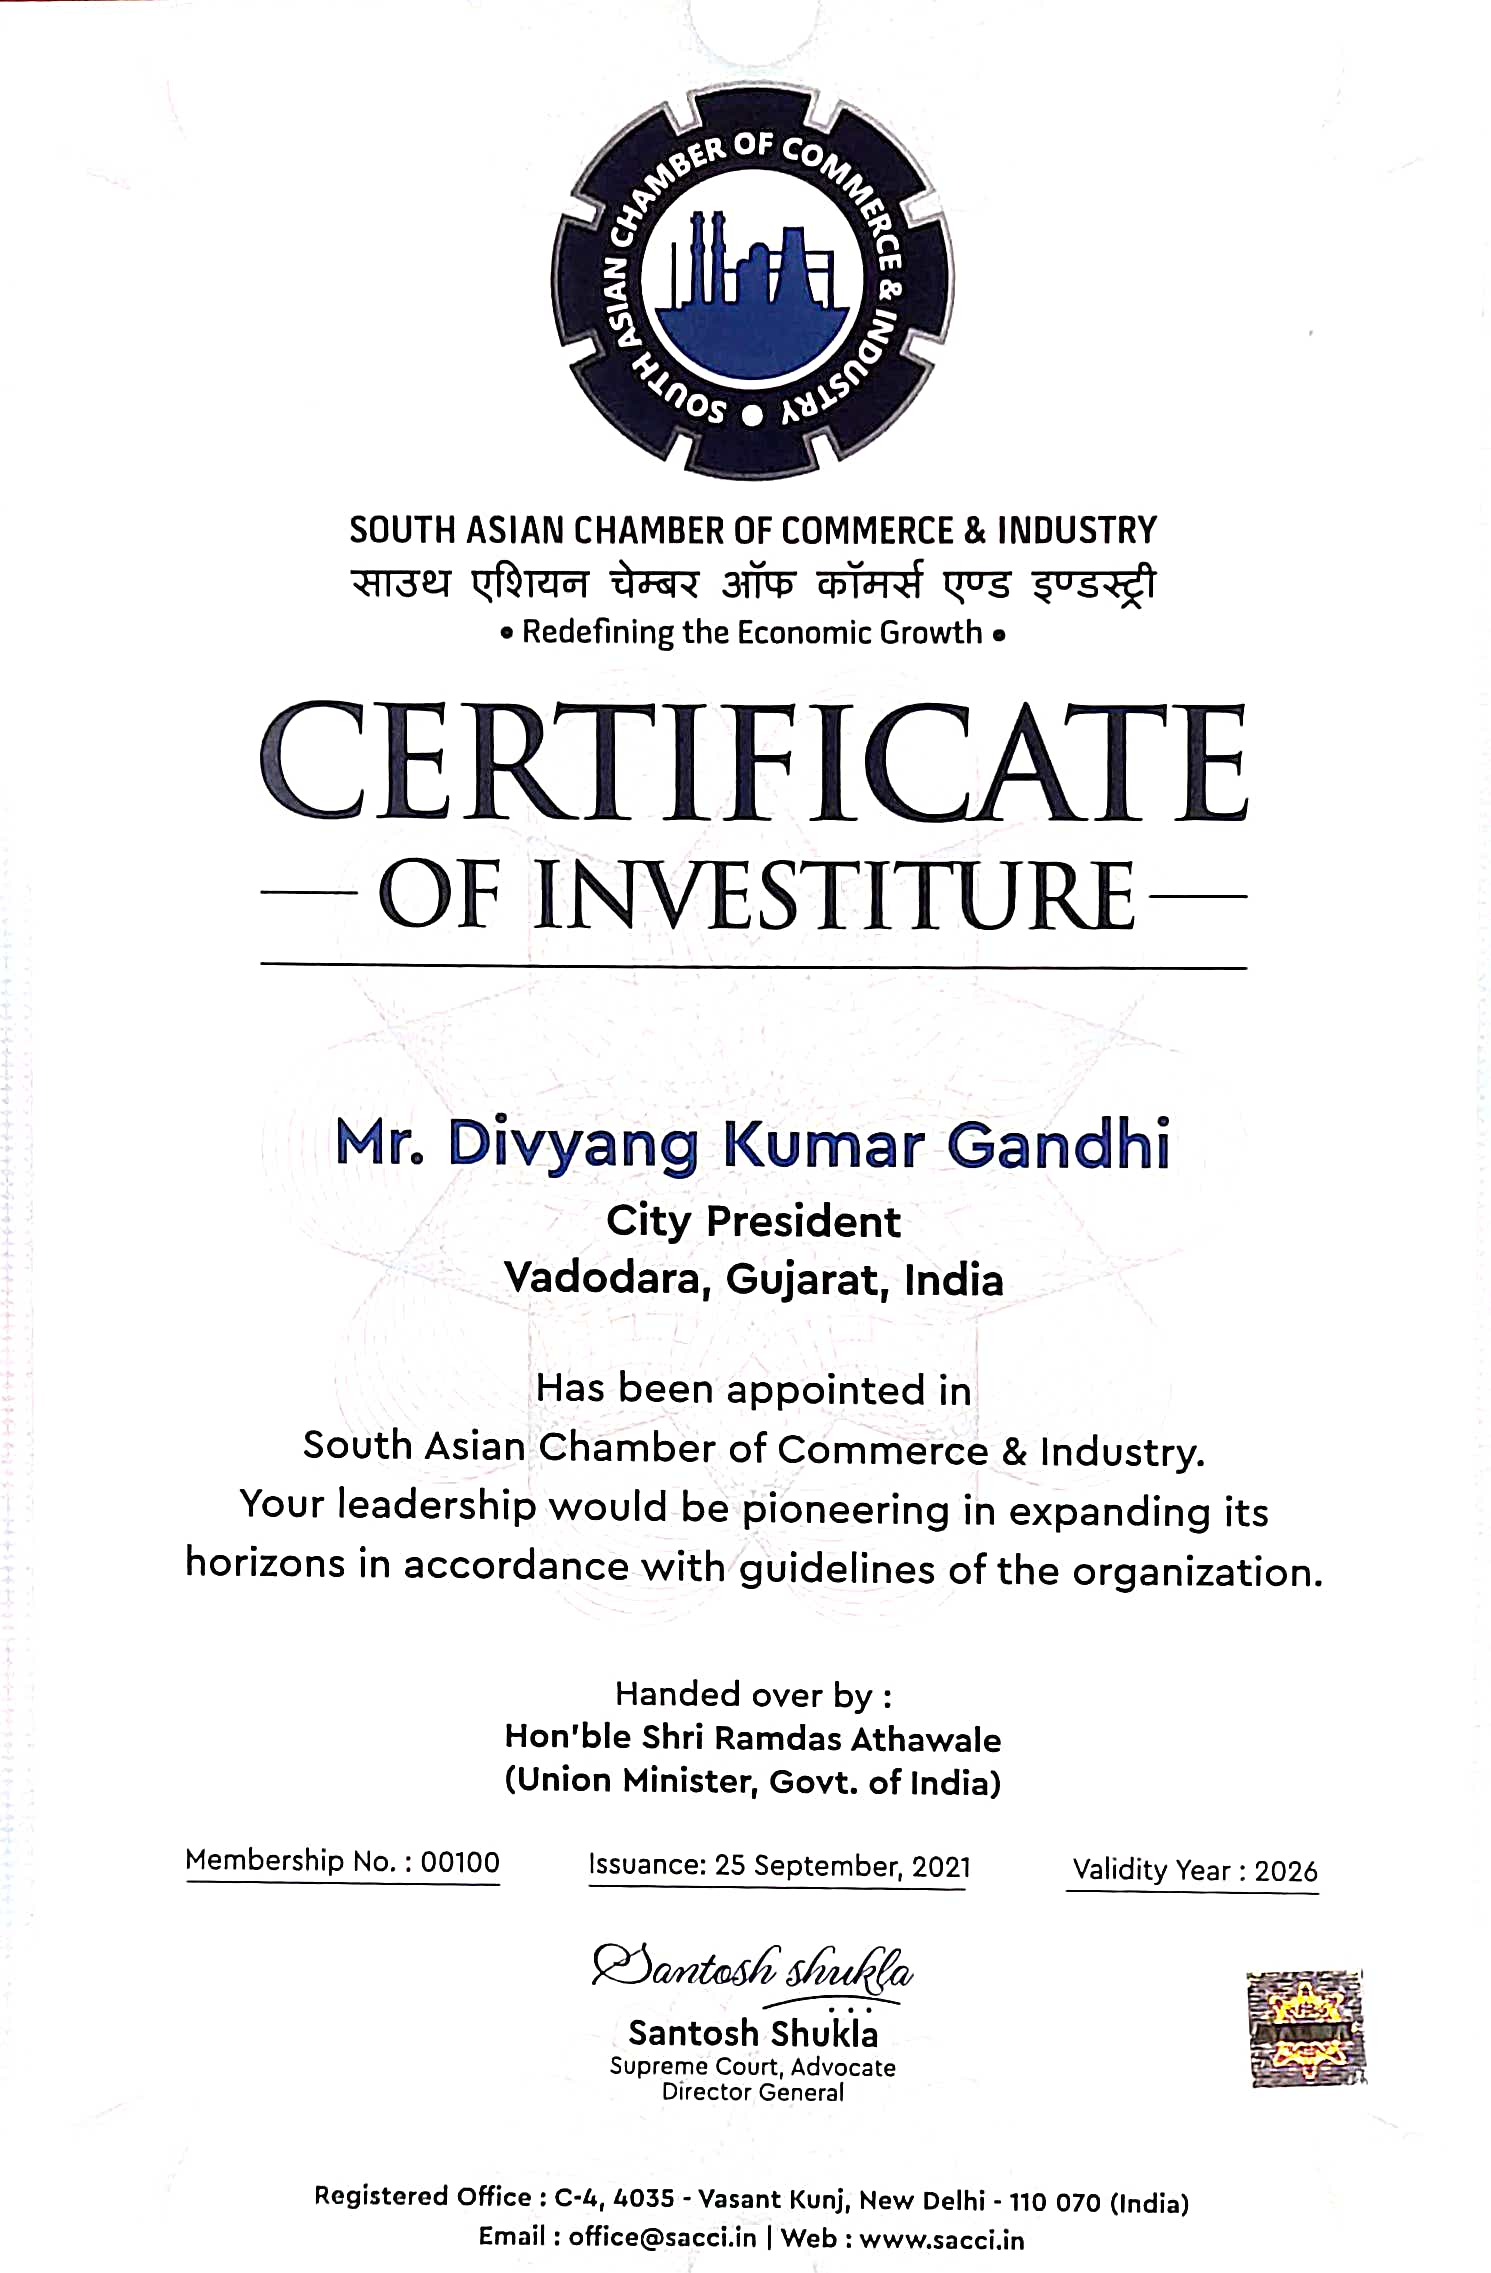 SOUTH ASIAN CHAMBER OF COMMERCE & INDUSTRY
SOUTH ASIAN CHAMBER OF COMMERCE & INDUSTRY
साउथ एशियन चेम्बर ऑफ कॉमर्स एण्ड इण्डस्ट्री
• Redefining the Economic Growth •
CERTIFICATE
OF INVESTITURE
Mr. Divyang Kumar Gandhi
City President
Vadodara, Gujarat, India
Has been appointed in
South Asian Chamber of Commerce & Industry.
Your leadership would be pioneering in expanding its
horizons in accordance with guidelines of the organization.
Handed over by :
Hon'ble Shri Ramdas Athawale
(Union Minister, Govt. of India)
Membership No. : 00100 Issuance: 25 September, 2021 Validity Year : 2026
Santosh Shukla
Santosh Shukla
Supreme Court, Advocate
Director General
Registered Office : C-4, 4035 - Vasant Kunj, New Delhi - 110 070 (India)
Email : office@sacci.in | Web : www.sacci.in